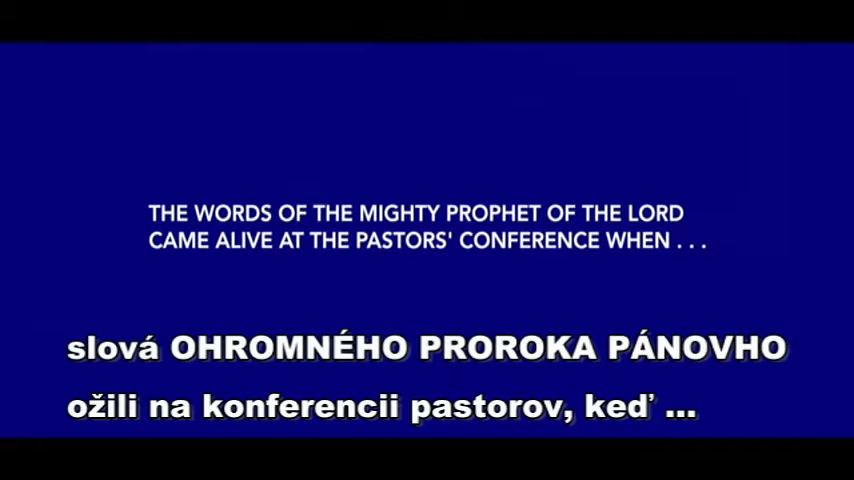 THE WORDS OF THE MIGHTY PROPHET OF THE LORD
CAME ALIVE AT THE PASTORS' CONFERENCE WHEN . . .
slová OHROMNÉHO PROROKA PÁNOVHO
ožili na konferencii pastorov, keď ...